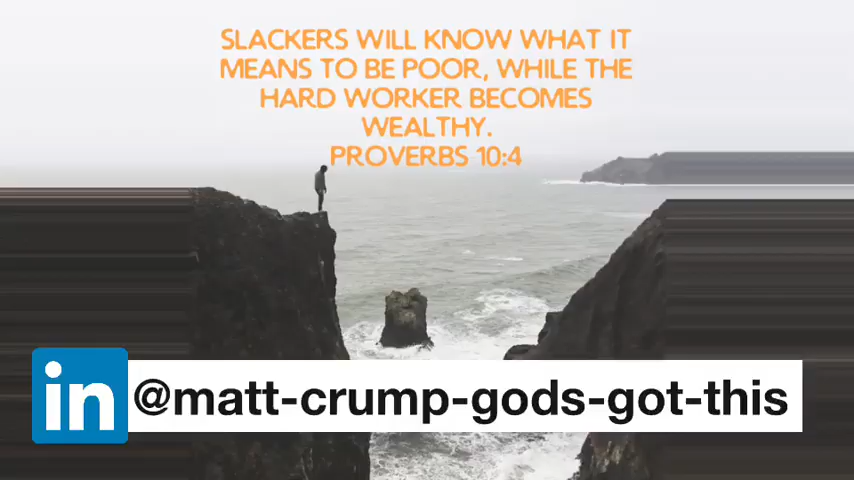 SLACKERS WILL KNOW WHAT IT
MEANS TO BE POOR, WHILE THE
HARD WORKER BECOMES
WEALTHY.
PROVERBS 10:4
in @matt-crump-gods-got-this